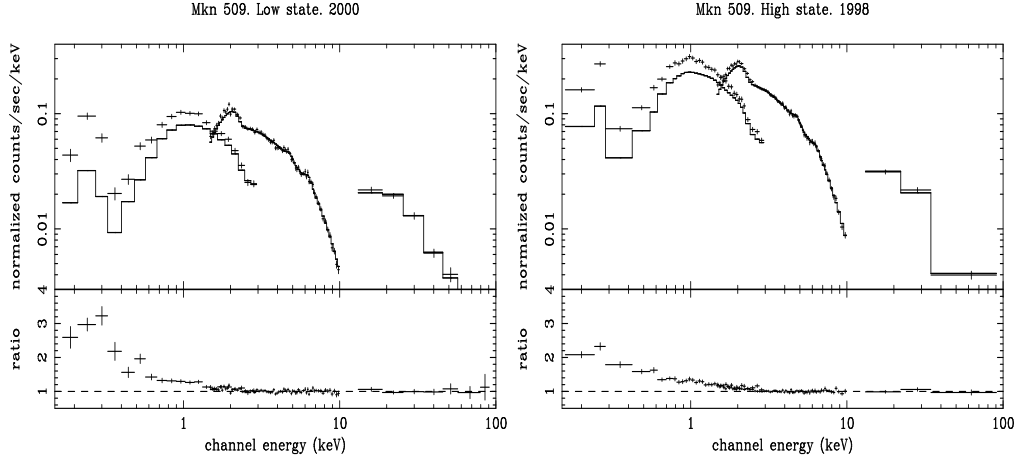 Mkn 509. Low state. 2000
normalized counts/sec/keV
0.1
0.01
4
ratio
3
2
1
1
10
100
channel energy (keV)
Mkn 509. High state. 1998
normalized counts/sec/keV
0.1
0.01
4
ratio
3
2
1
1
10
100
channel energy (keV)